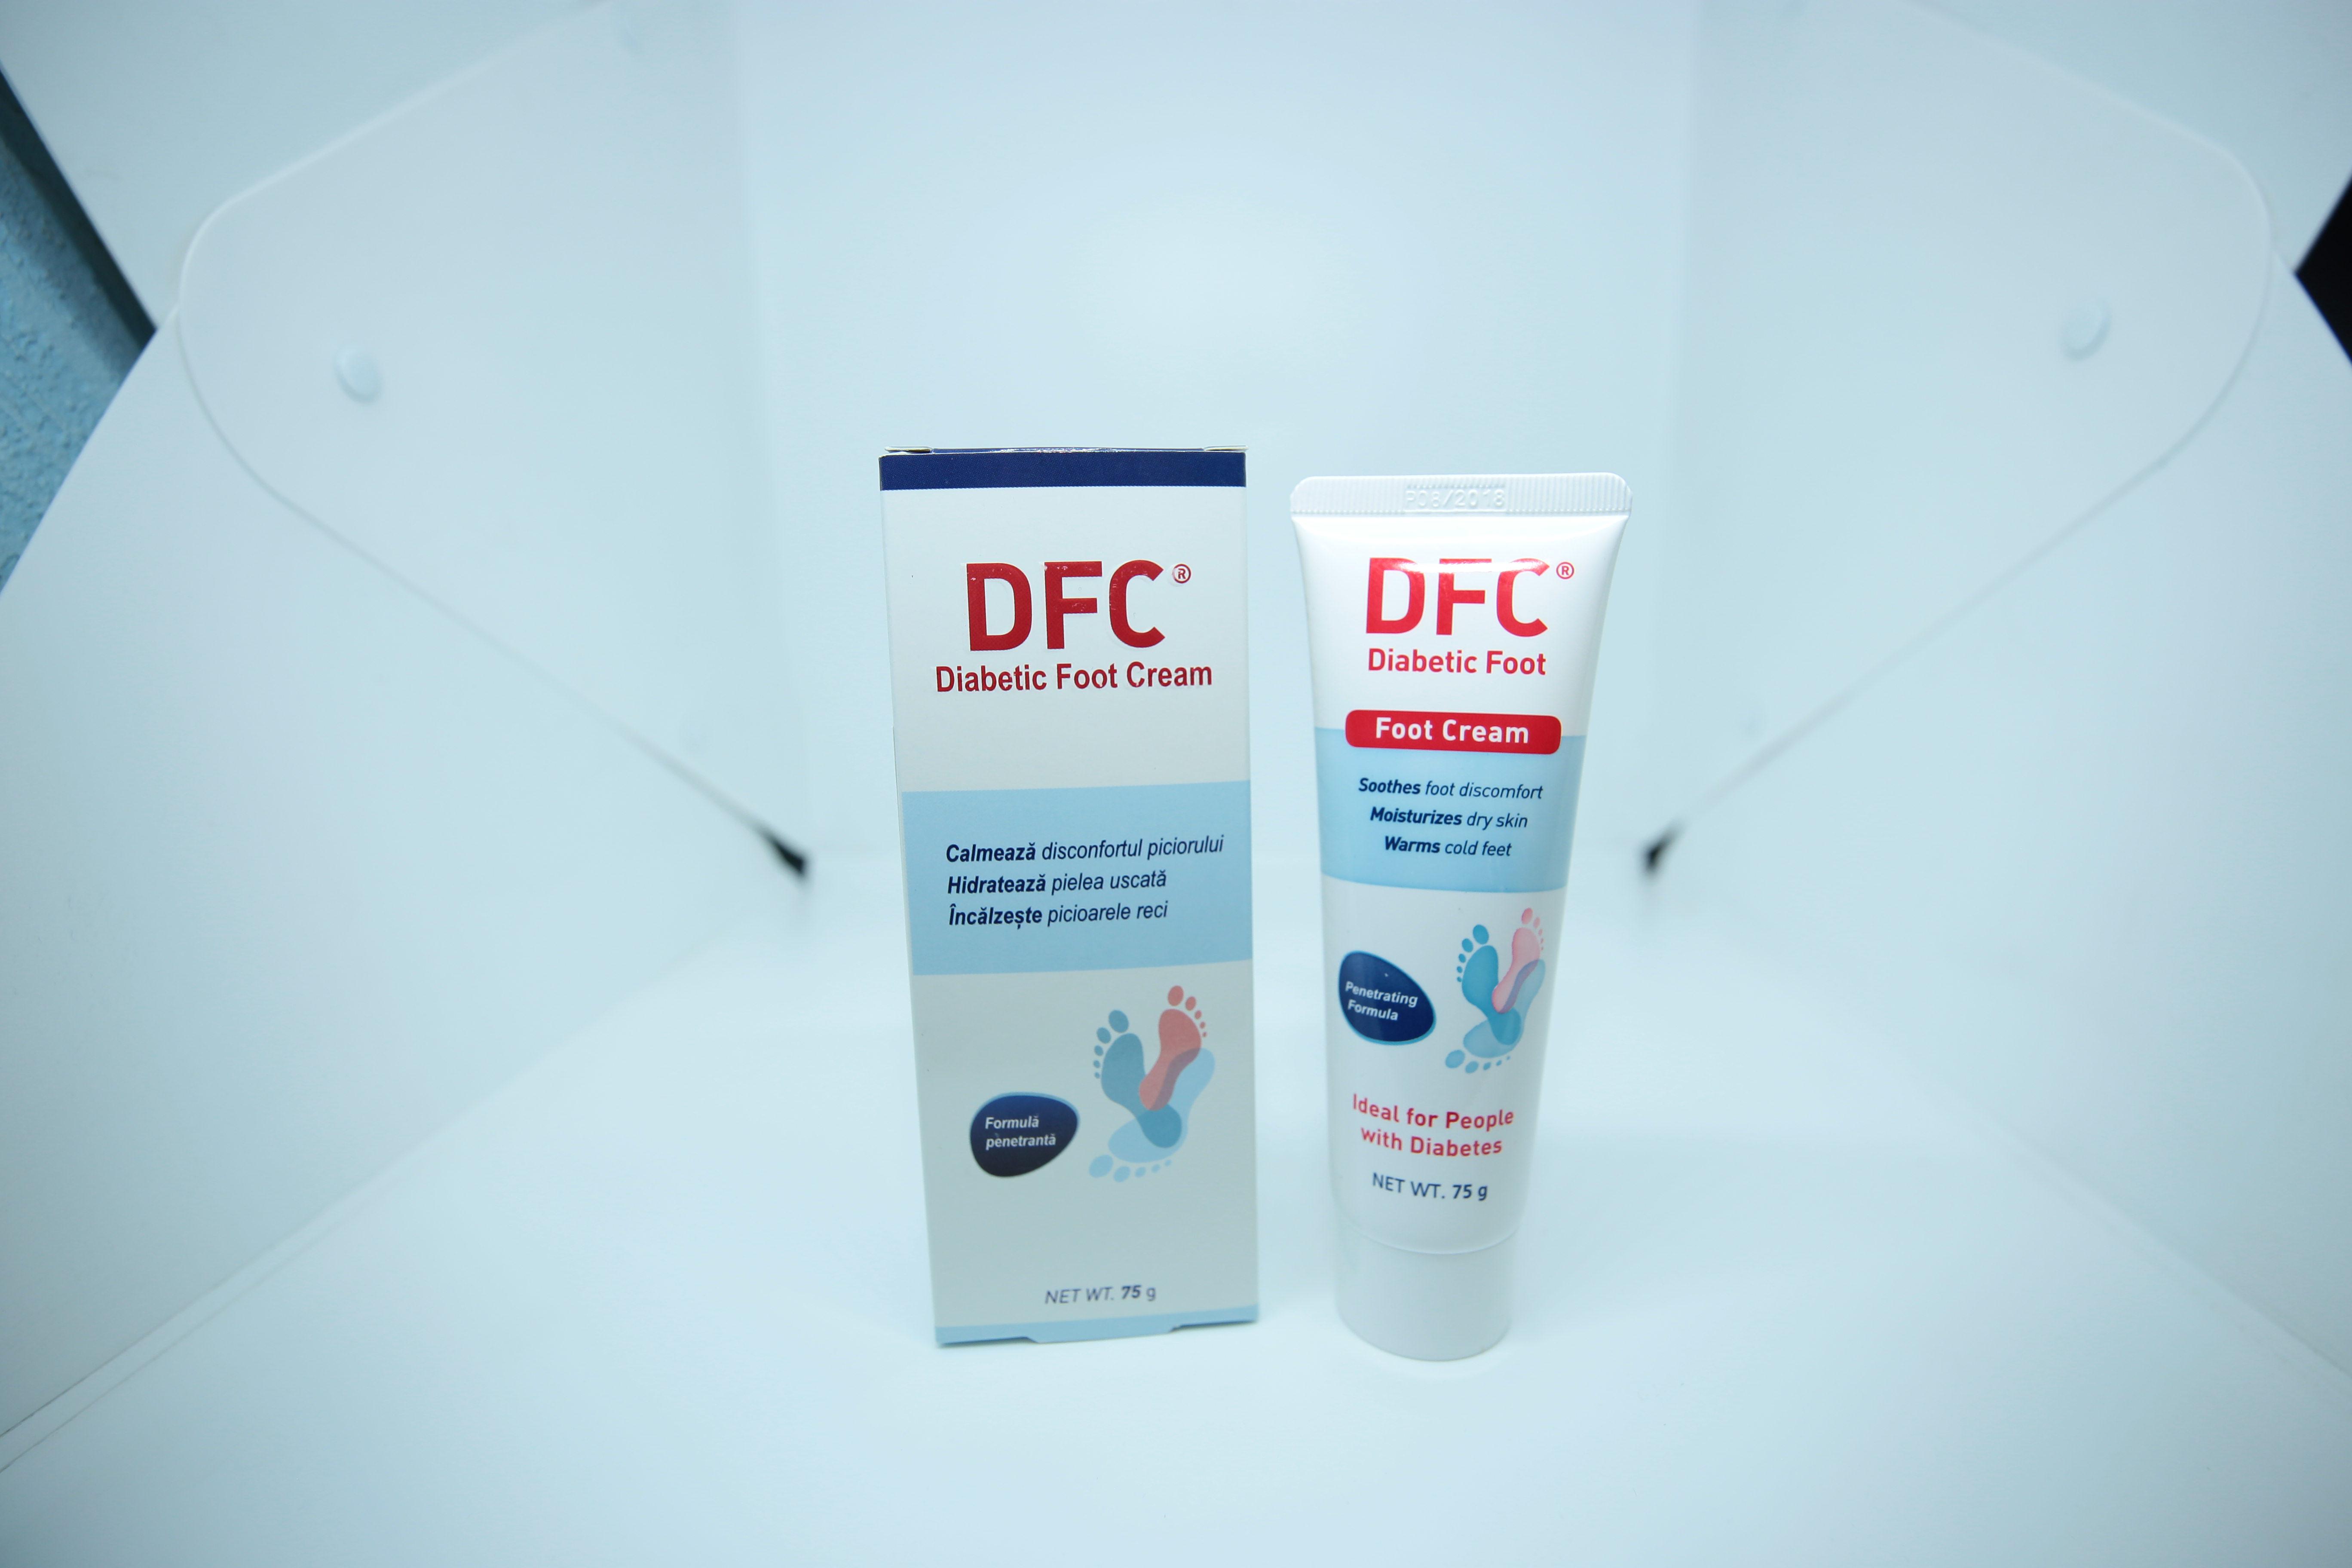 DFC®
Diabetic Foot Cream
Calmează disconfortul piciorului
Hidratează pielea uscată
Încălzește picioarele reci
Formulă
penetrantă
NET WT. 75 g
P08/2018
DFC®
Diabetic Foot
Foot Cream
Soothes foot discomfort
Moisturizes dry skin
Warms cold feet
Penetrating
Formula
Ideal for People
with Diabetes
NET WT. 75 g